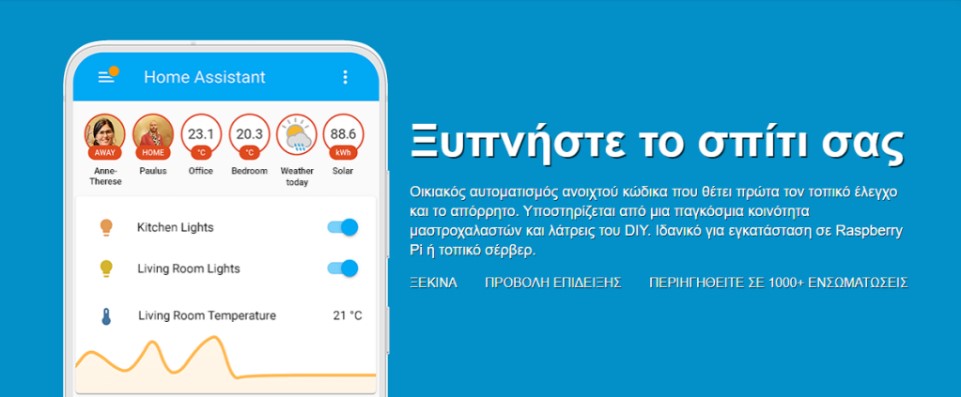 Home Assistant
23.1
20.3
88.6
AWAY
HOME
°C
°C
kWh
Anne-
Therese
Paulus
Office
Bedroom
Weather
today
Solar
Kitchen Lights
Living Room Lights
Living Room Temperature
21 °C
Ξυπνήστε το σπίτι σας
Οικιακός αυτοματισμός ανοιχτού κώδικα που θέτει πρώτα τον τοπικό έλεγχο
και το απόρρητο. Υποστηρίζεται από μια παγκόσμια κοινότητα
μαστροχαλαστών και λάτρεις του DIY. Ιδανικό για εγκατάσταση σε Raspberry
Pi ή τοπικό σέρβερ.
ΞΕΚΙΝΑ ΠΡΟΒΟΛΗ ΕΠΙΔΕΙΞΗΣ ΠΕΡΙΗΓΗΘΕΙΤΕ ΣΕ 1000+ ΕΝΣΩΜΑΤΩΣΕΙΣ